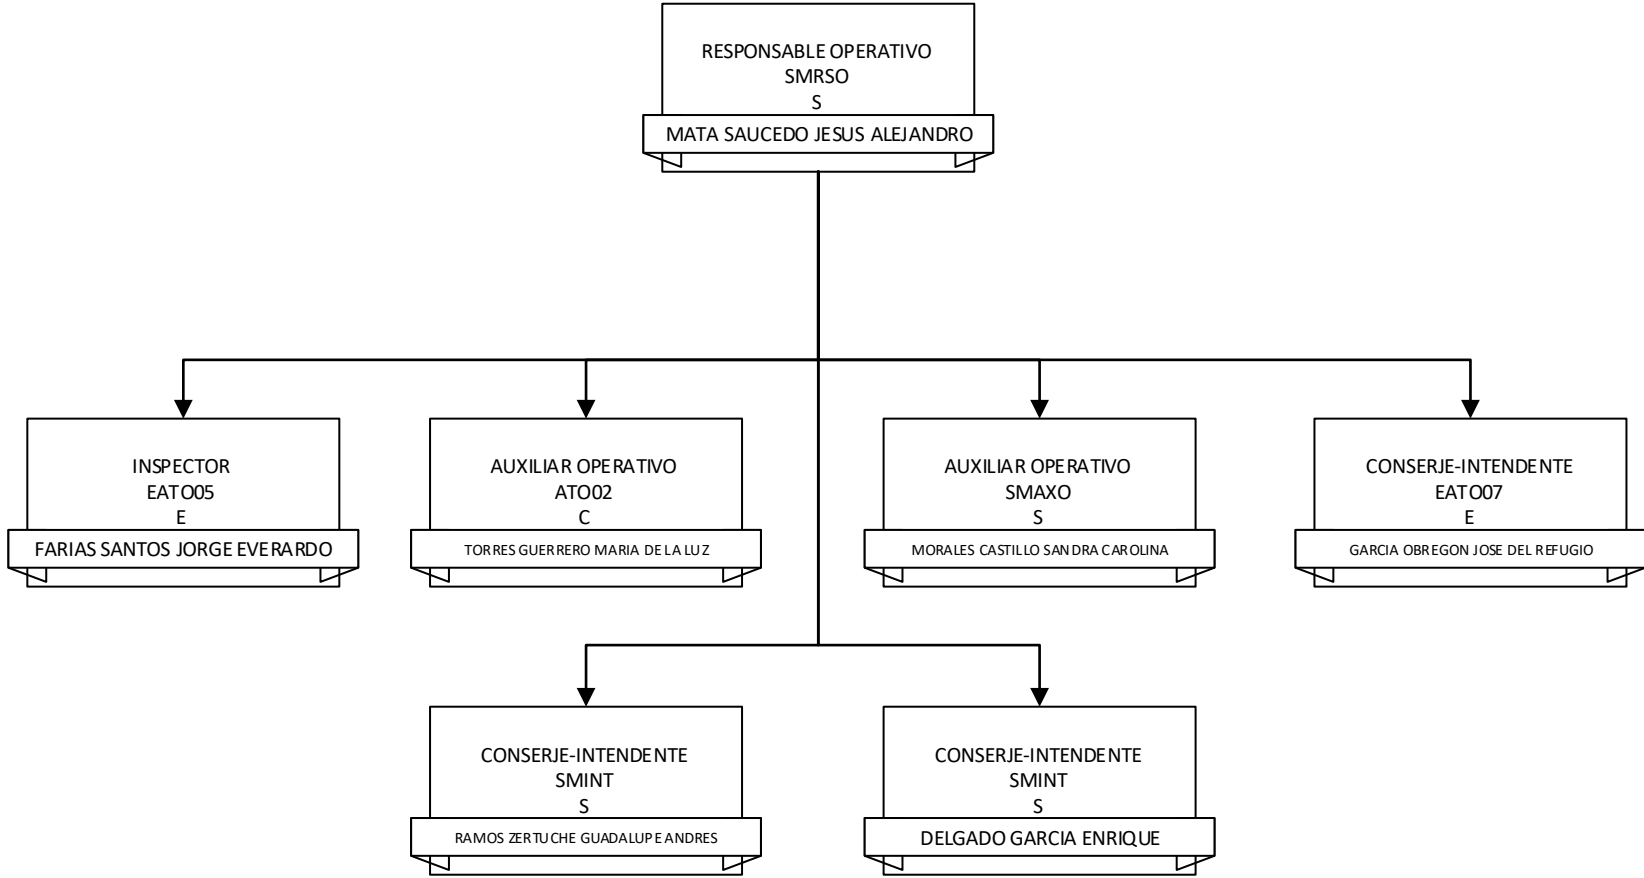 RESPONSABLE OPERATIVO
SMRSO
S
MATA SAUCEDO JESUS ALEJANDRO
INSPECTOR
EATO05
E
FARIAS SANTOS JORGE EVERARDO
AUXILIAR OPERATIVO
ATO02
C
TORRES GUERRERO MARIA DE LA LUZ
AUXILIAR OPERATIVO
SMAXO
S
MORALES CASTILLO SANDRA CAROLINA
CONSERJE-INTENDENTE
EATO07
E
GARCIA OBREGON JOSE DEL REFUGIO
CONSERJE-INTENDENTE
SMINT
S
RAMOS ZERTUCHE GUADALUPE ANDRES
CONSERJE-INTENDENTE
SMINT
S
DELGADO GARCIA ENRIQUE